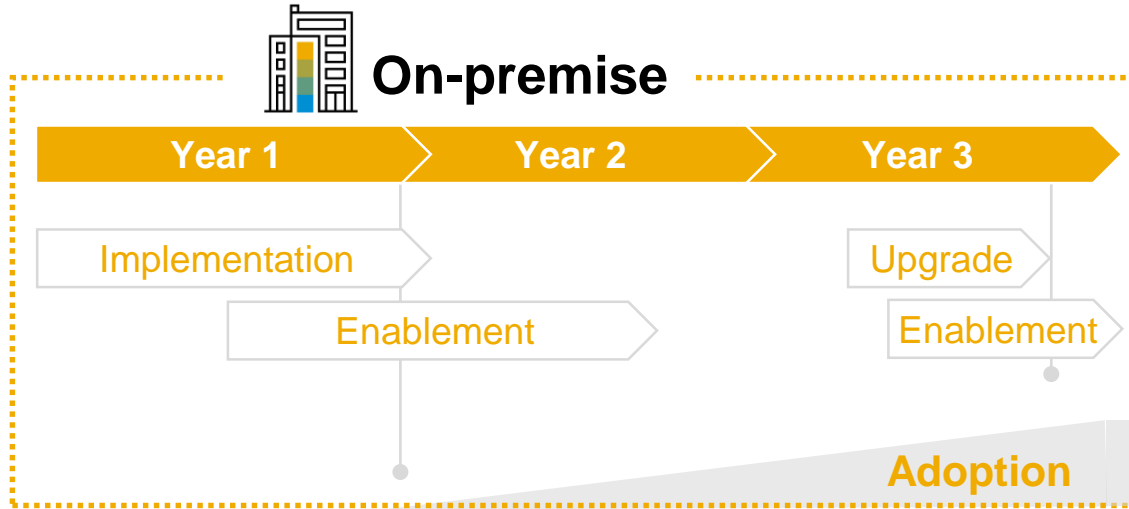 On-premise
Year 1
Year 2
Year 3
Implementation
Upgrade
Enablement
Enablement
Adoption